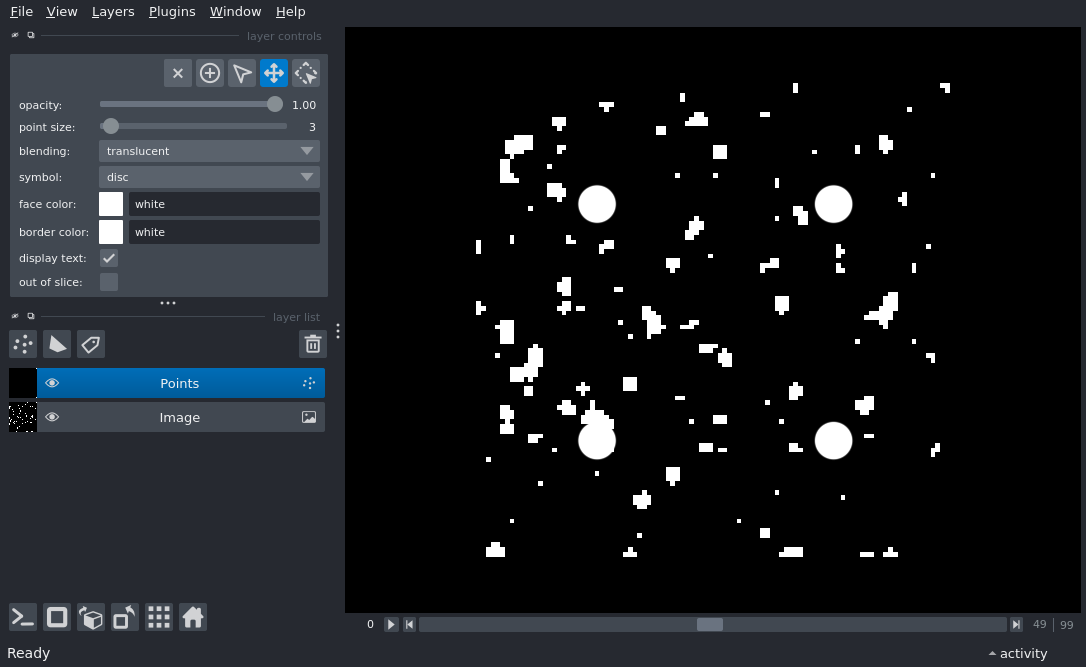 File View Layers Plugins Window Help
layer controls
opacity: 1.00
point size: 3
blending: translucent
symbol: disc
face color: white
border color: white
display text:
out of slice:
layer list
Points
Image
0 49 | 99
Ready activity